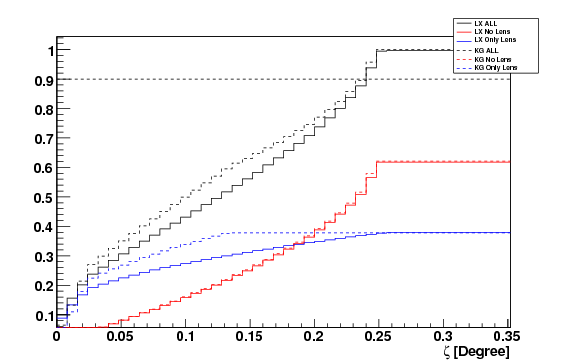 LX ALL
LX No Lens
LX Only Lens
KG ALL
KG No Lens
KG Only Lens
1
0.9
0.8
0.7
0.6
0.5
0.4
0.3
0.2
0.1
0 0.05 0.1 0.15 0.2 0.25 0.3 0.35
ζ [Degree]